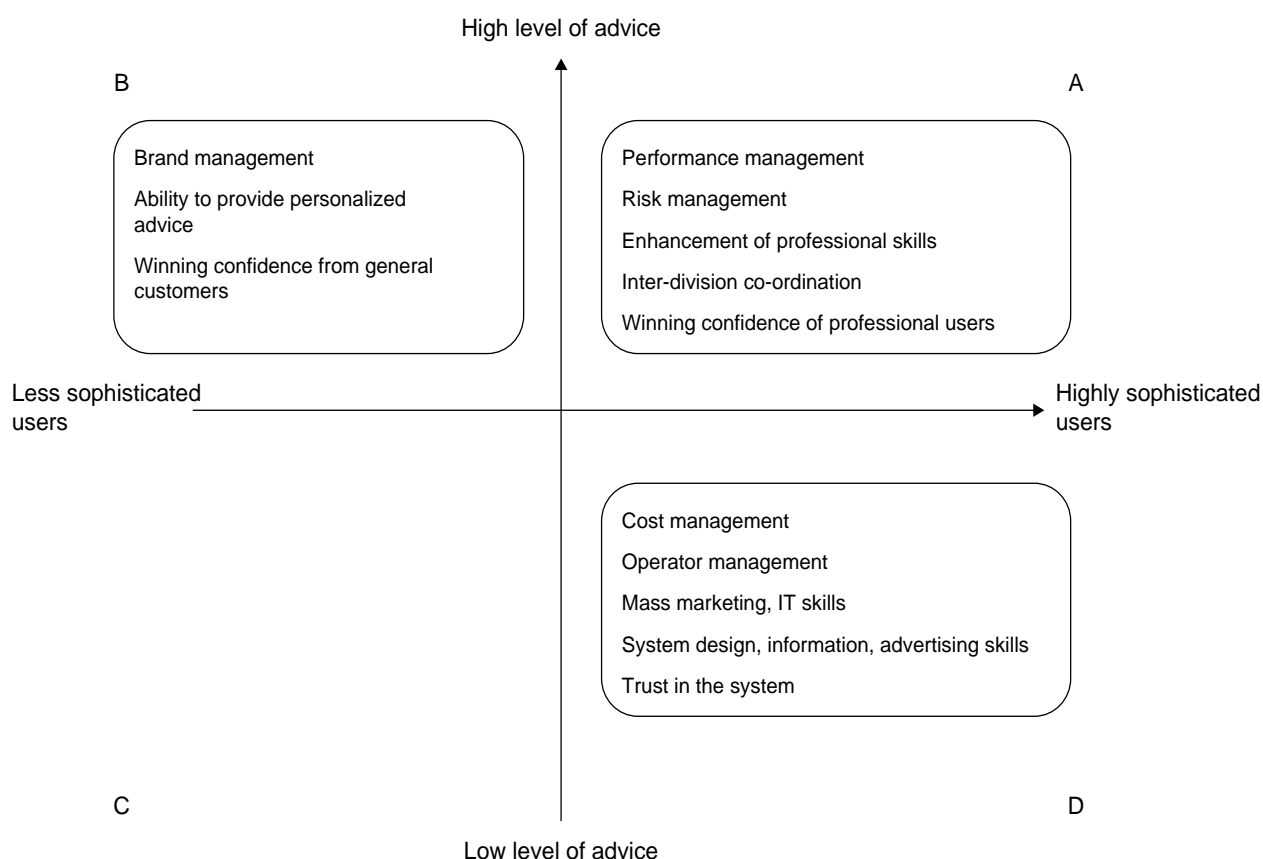 High level of advice
B
A
Brand management
Ability to provide personalized
advice
Winning confidence from general
customers
Performance management
Risk management
Enhancement of professional skills
Inter-division co-ordination
Winning confidence of professional users
Less sophisticated
users
Highly sophisticated
users
Cost management
Operator management
Mass marketing, IT skills
System design, information, advertising skills
Trust in the system
C
D
Low level of advice